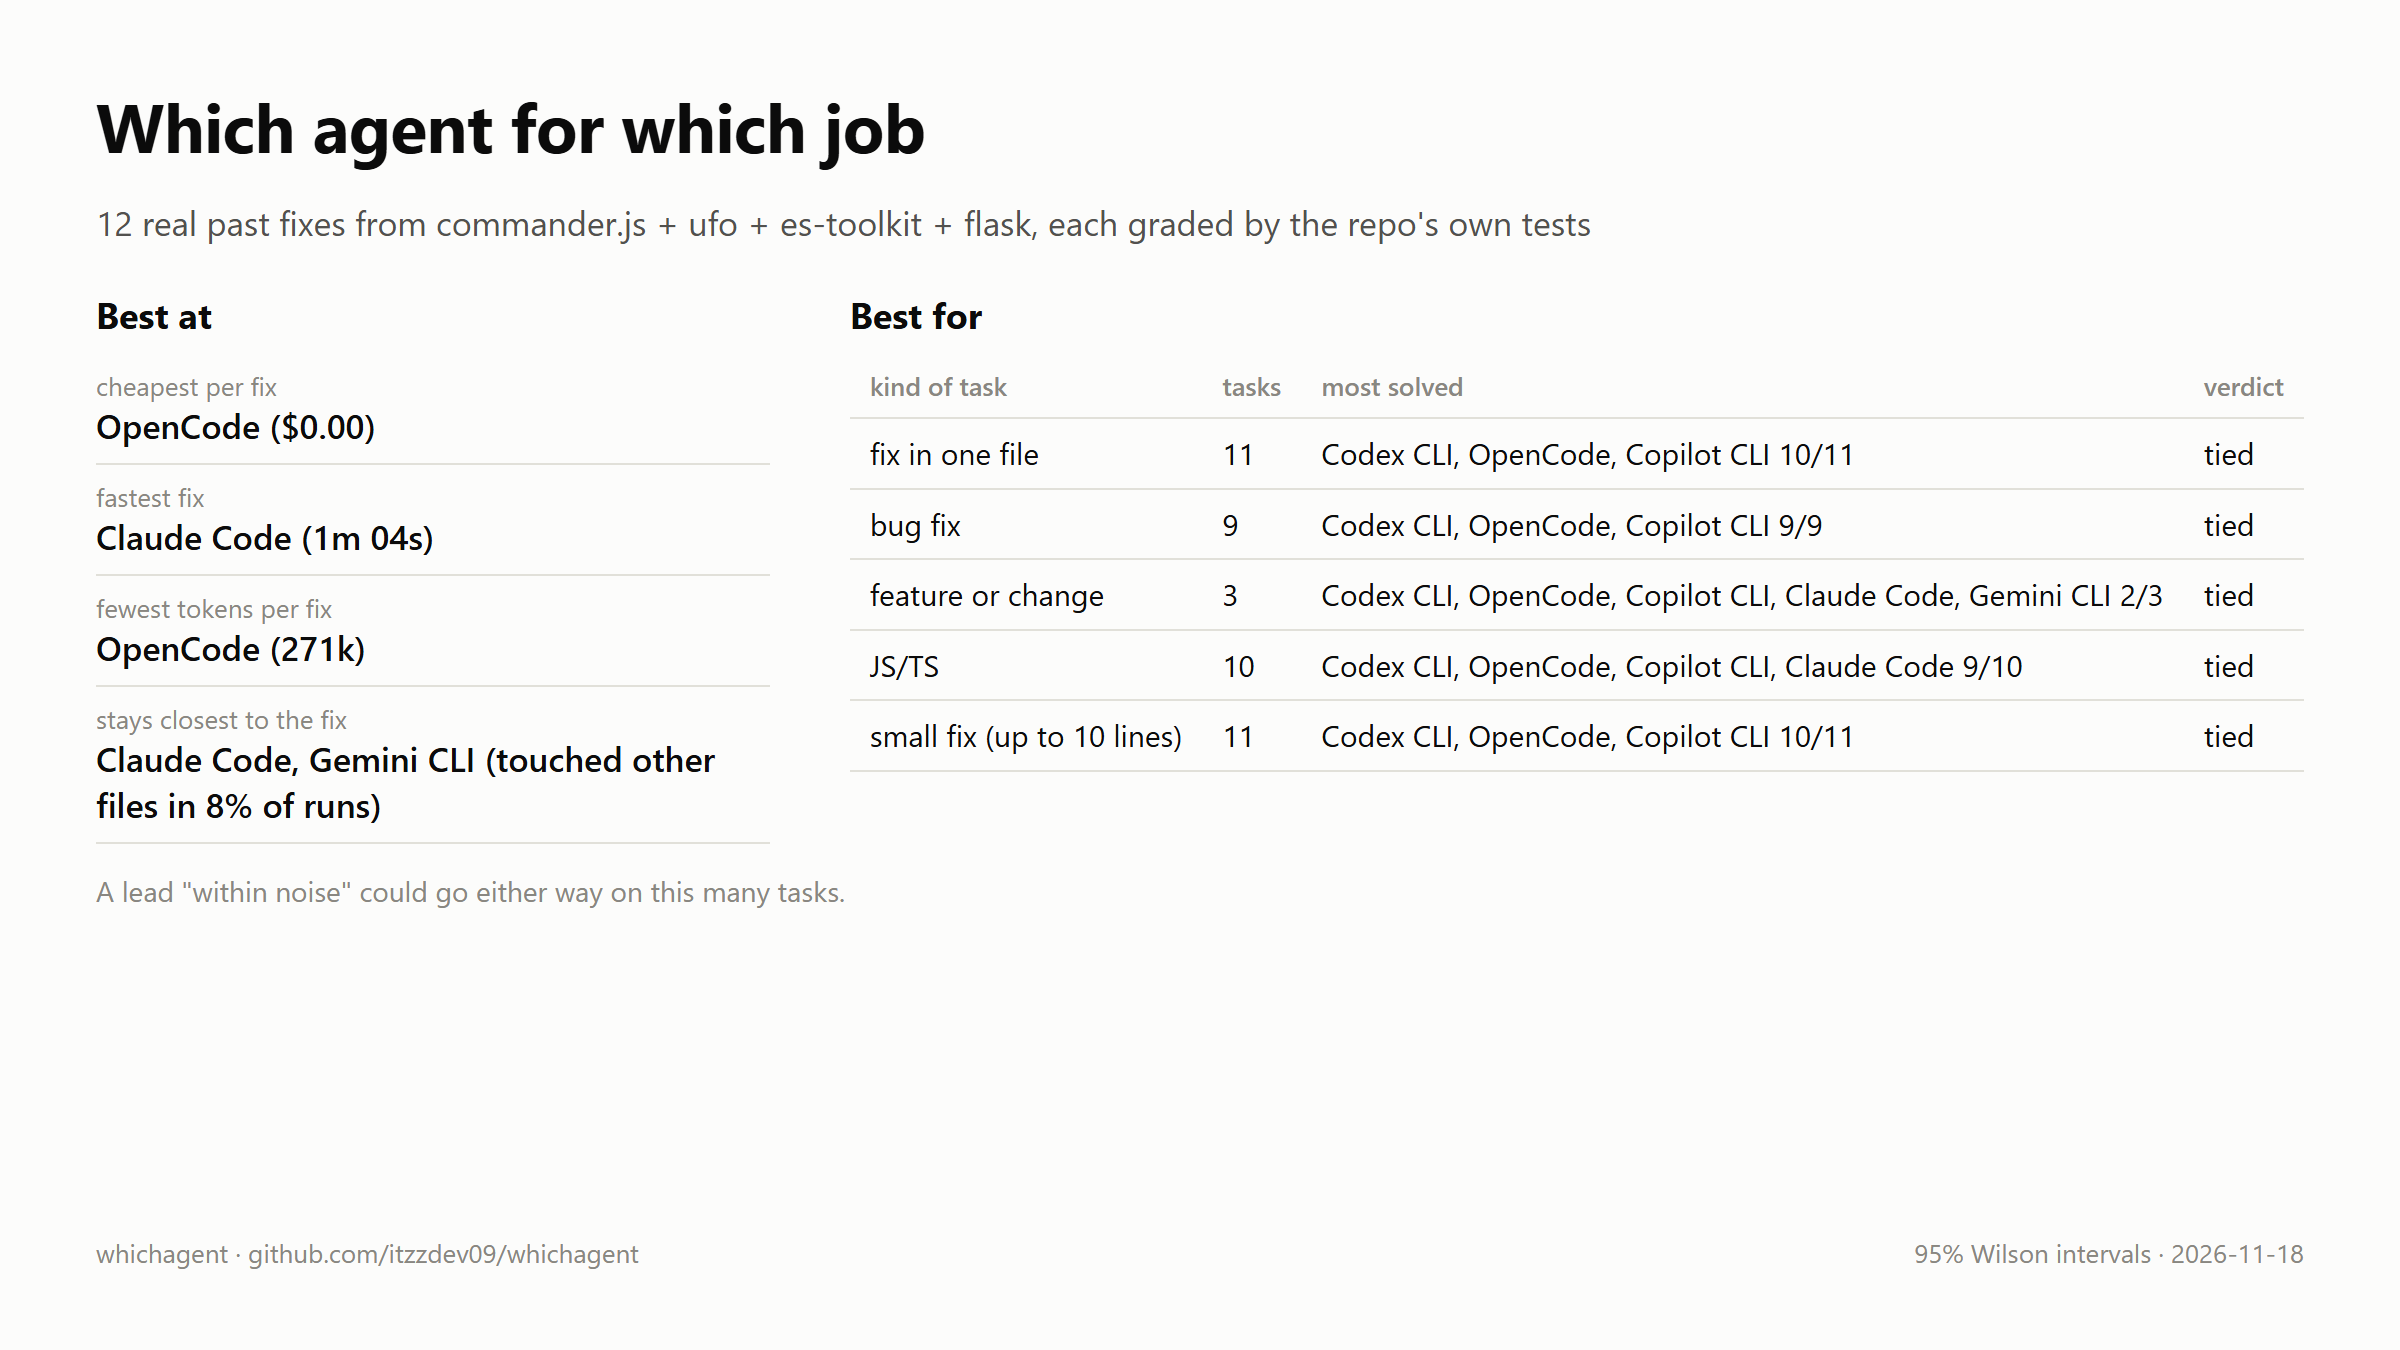 Which agent for which job
12 real past fixes from commander.js + ufo + es-toolkit + flask, each graded by the repo's own tests
Best at
cheapest per fix
OpenCode ($0.00)
fastest fix
Claude Code (1m 04s)
fewest tokens per fix
OpenCode (271k)
stays closest to the fix
Claude Code, Gemini CLI (touched other
files in 8% of runs)
Best for
kind of task tasks most solved verdict
fix in one file 11 Codex CLI, OpenCode, Copilot CLI 10/11 tied
bug fix 9 Codex CLI, OpenCode, Copilot CLI 9/9 tied
feature or change 3 Codex CLI, OpenCode, Copilot CLI, Claude Code, Gemini CLI 2/3 tied
JS/TS 10 Codex CLI, OpenCode, Copilot CLI, Claude Code 9/10 tied
small fix (up to 10 lines) 11 Codex CLI, OpenCode, Copilot CLI 10/11 tied
A lead "within noise" could go either way on this many tasks.
whichagent · github.com/itzzdev09/whichagent
95% Wilson intervals · 2026-11-18